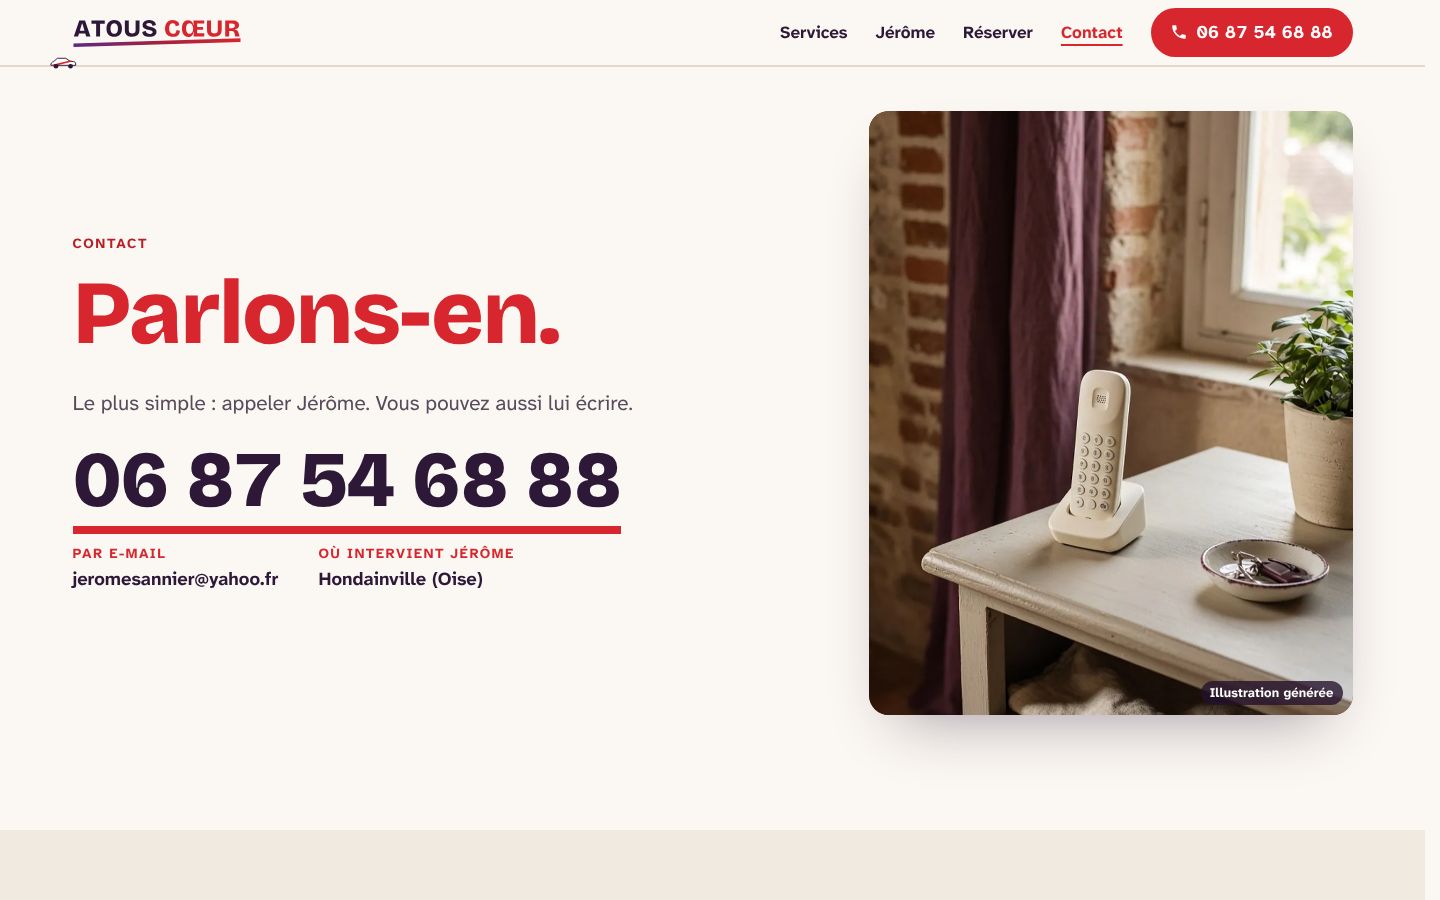 ATOUS CŒUR
Services
Jérôme
Réserver
Contact
06 87 54 68 88
CONTACT
Parlons-en.
Le plus simple : appeler Jérôme. Vous pouvez aussi lui écrire.
06 87 54 68 88
PAR E-MAIL
jeromesannier@yahoo.fr
OÙ INTERVIENT JÉRÔME
Hondainville (Oise)
Illustration générée